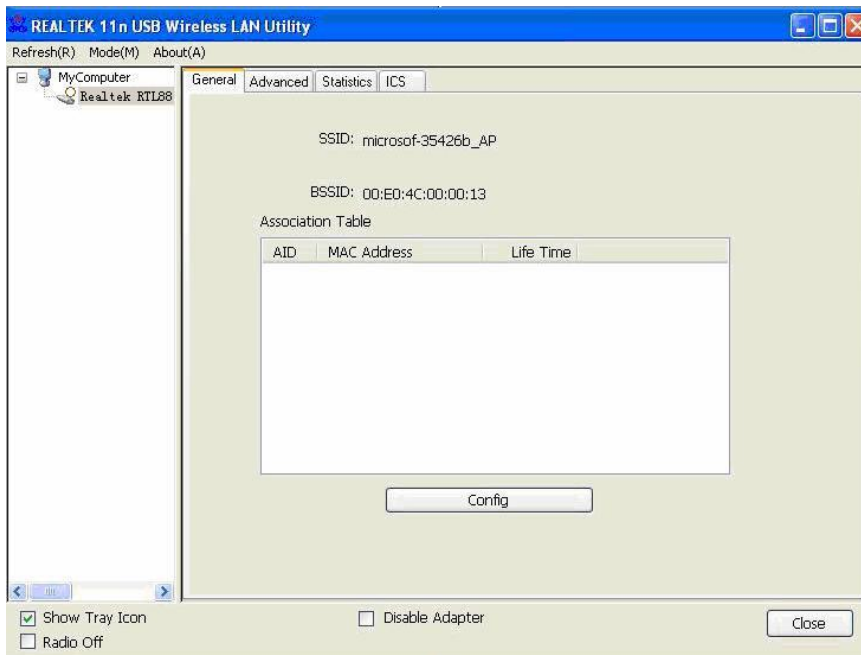 REALTEK 11n USB Wireless LAN Utility
Refresh(R) Mode(M) About(A)
MyComputer
Realtek RTL88
General Advanced Statistics ICS
SSID: microsof-35426b_AP
BSSID: 00:E0:4C:00:00:13
Association Table
AID MAC Address Life Time
Config
Show Tray Icon
Radio Off
Disable Adapter
Close